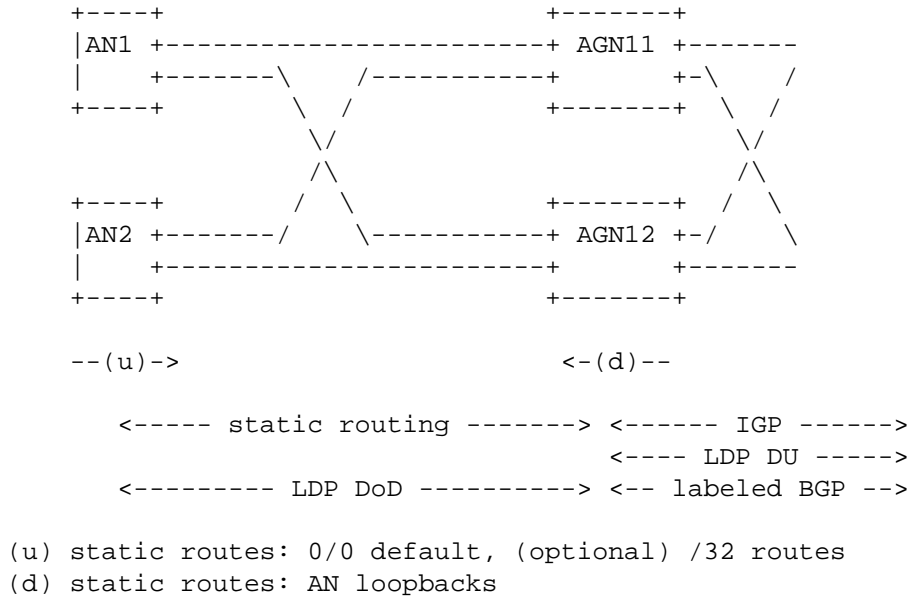 AN1 AGN11
AN2 AGN12
--(u)-> <-(d)--
<----- static routing -------> <------ IGP ------>
<---- LDP DU ----->
<--------- LDP DoD ----------> <-- labeled BGP -->
(u) static routes: 0/0 default, (optional) /32 routes
(d) static routes: AN loopbacks